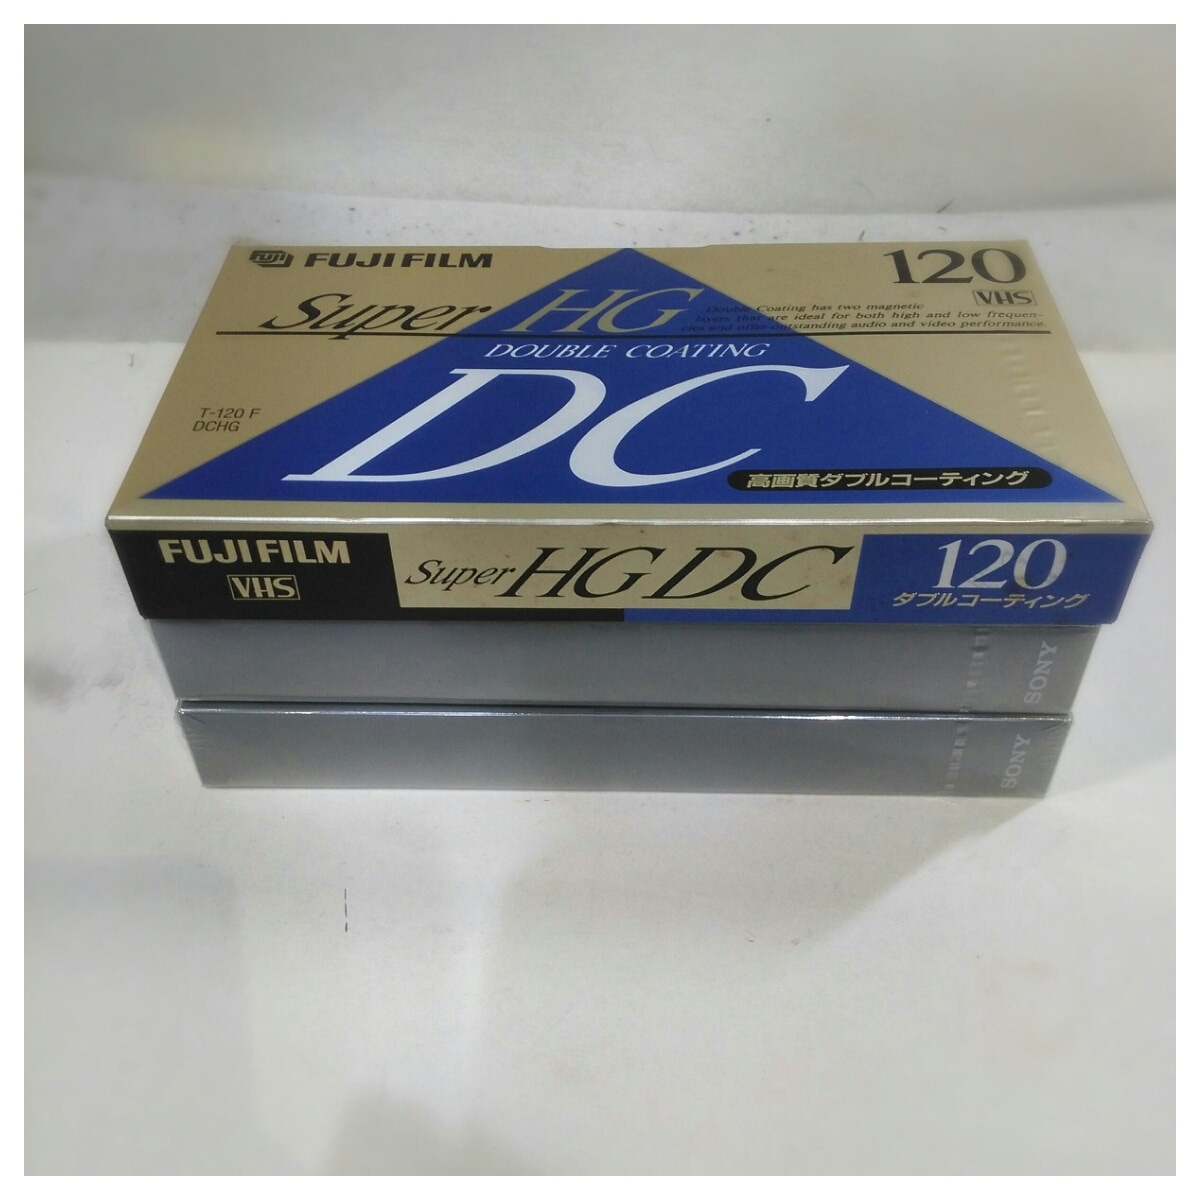 FUJI FUJIFILM
120
VHS
Super HG
Double Coating has two magnetic
layers that are ideal for both high and low frequen-
cies and offer outstanding audio and video performance.
DOUBLE COATING
DC
T-120 F
DCHG
高画質ダブルコーティング
FUJIFILM
VHS
Super HG DC
120
ダブルコーティング
SONY
SONY